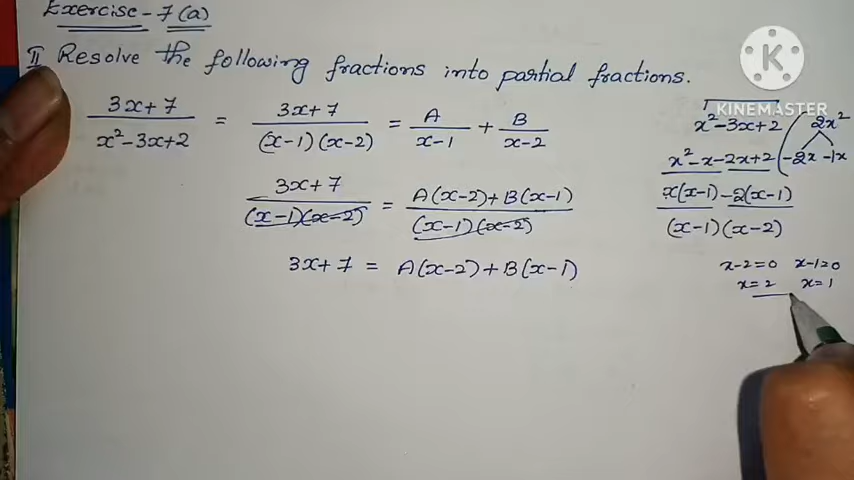 Exercise - 7(a)
II Resolve the following fractions into partial fractions.
3x+7 / x²-3x+2 = 3x+7 / (x-1)(x-2) = A / x-1 + B / x-2
3x+7 / (x-1)(x-2) = A(x-2)+B(x-1) / (x-1)(x-2)
3x+7 = A(x-2)+B(x-1)
KINEMASTER
x²-3x+2
2x²
x²-x-2x+2
-2x -1x
x(x-1)-2(x-1)
(x-1)(x-2)
x-2=0 x-1=0
x=2 x=1